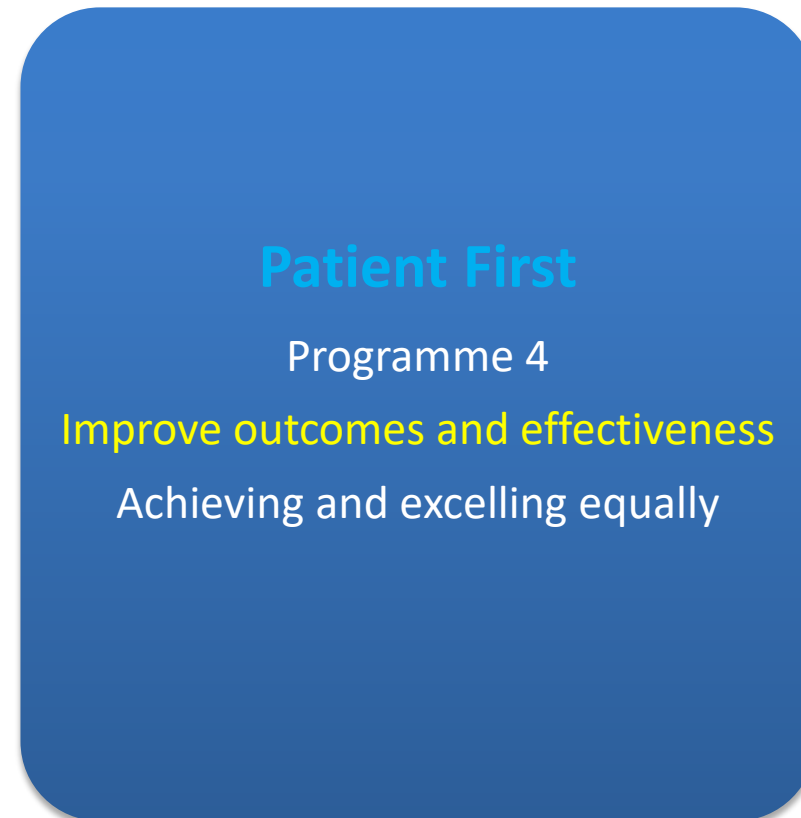 Patient First
Programme 4
Improve outcomes and effectiveness
Achieving and excelling equally